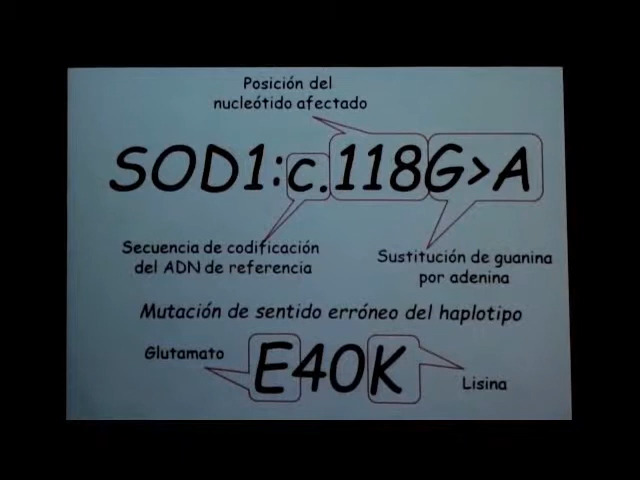 Posición del
nucleótido afectado
SOD1:c.118G>A
Secuencia de codificación
del ADN de referencia
Sustitución de guanina
por adenina
Mutación de sentido erróneo del haplotipo
Glutamato
E40K
Lisina